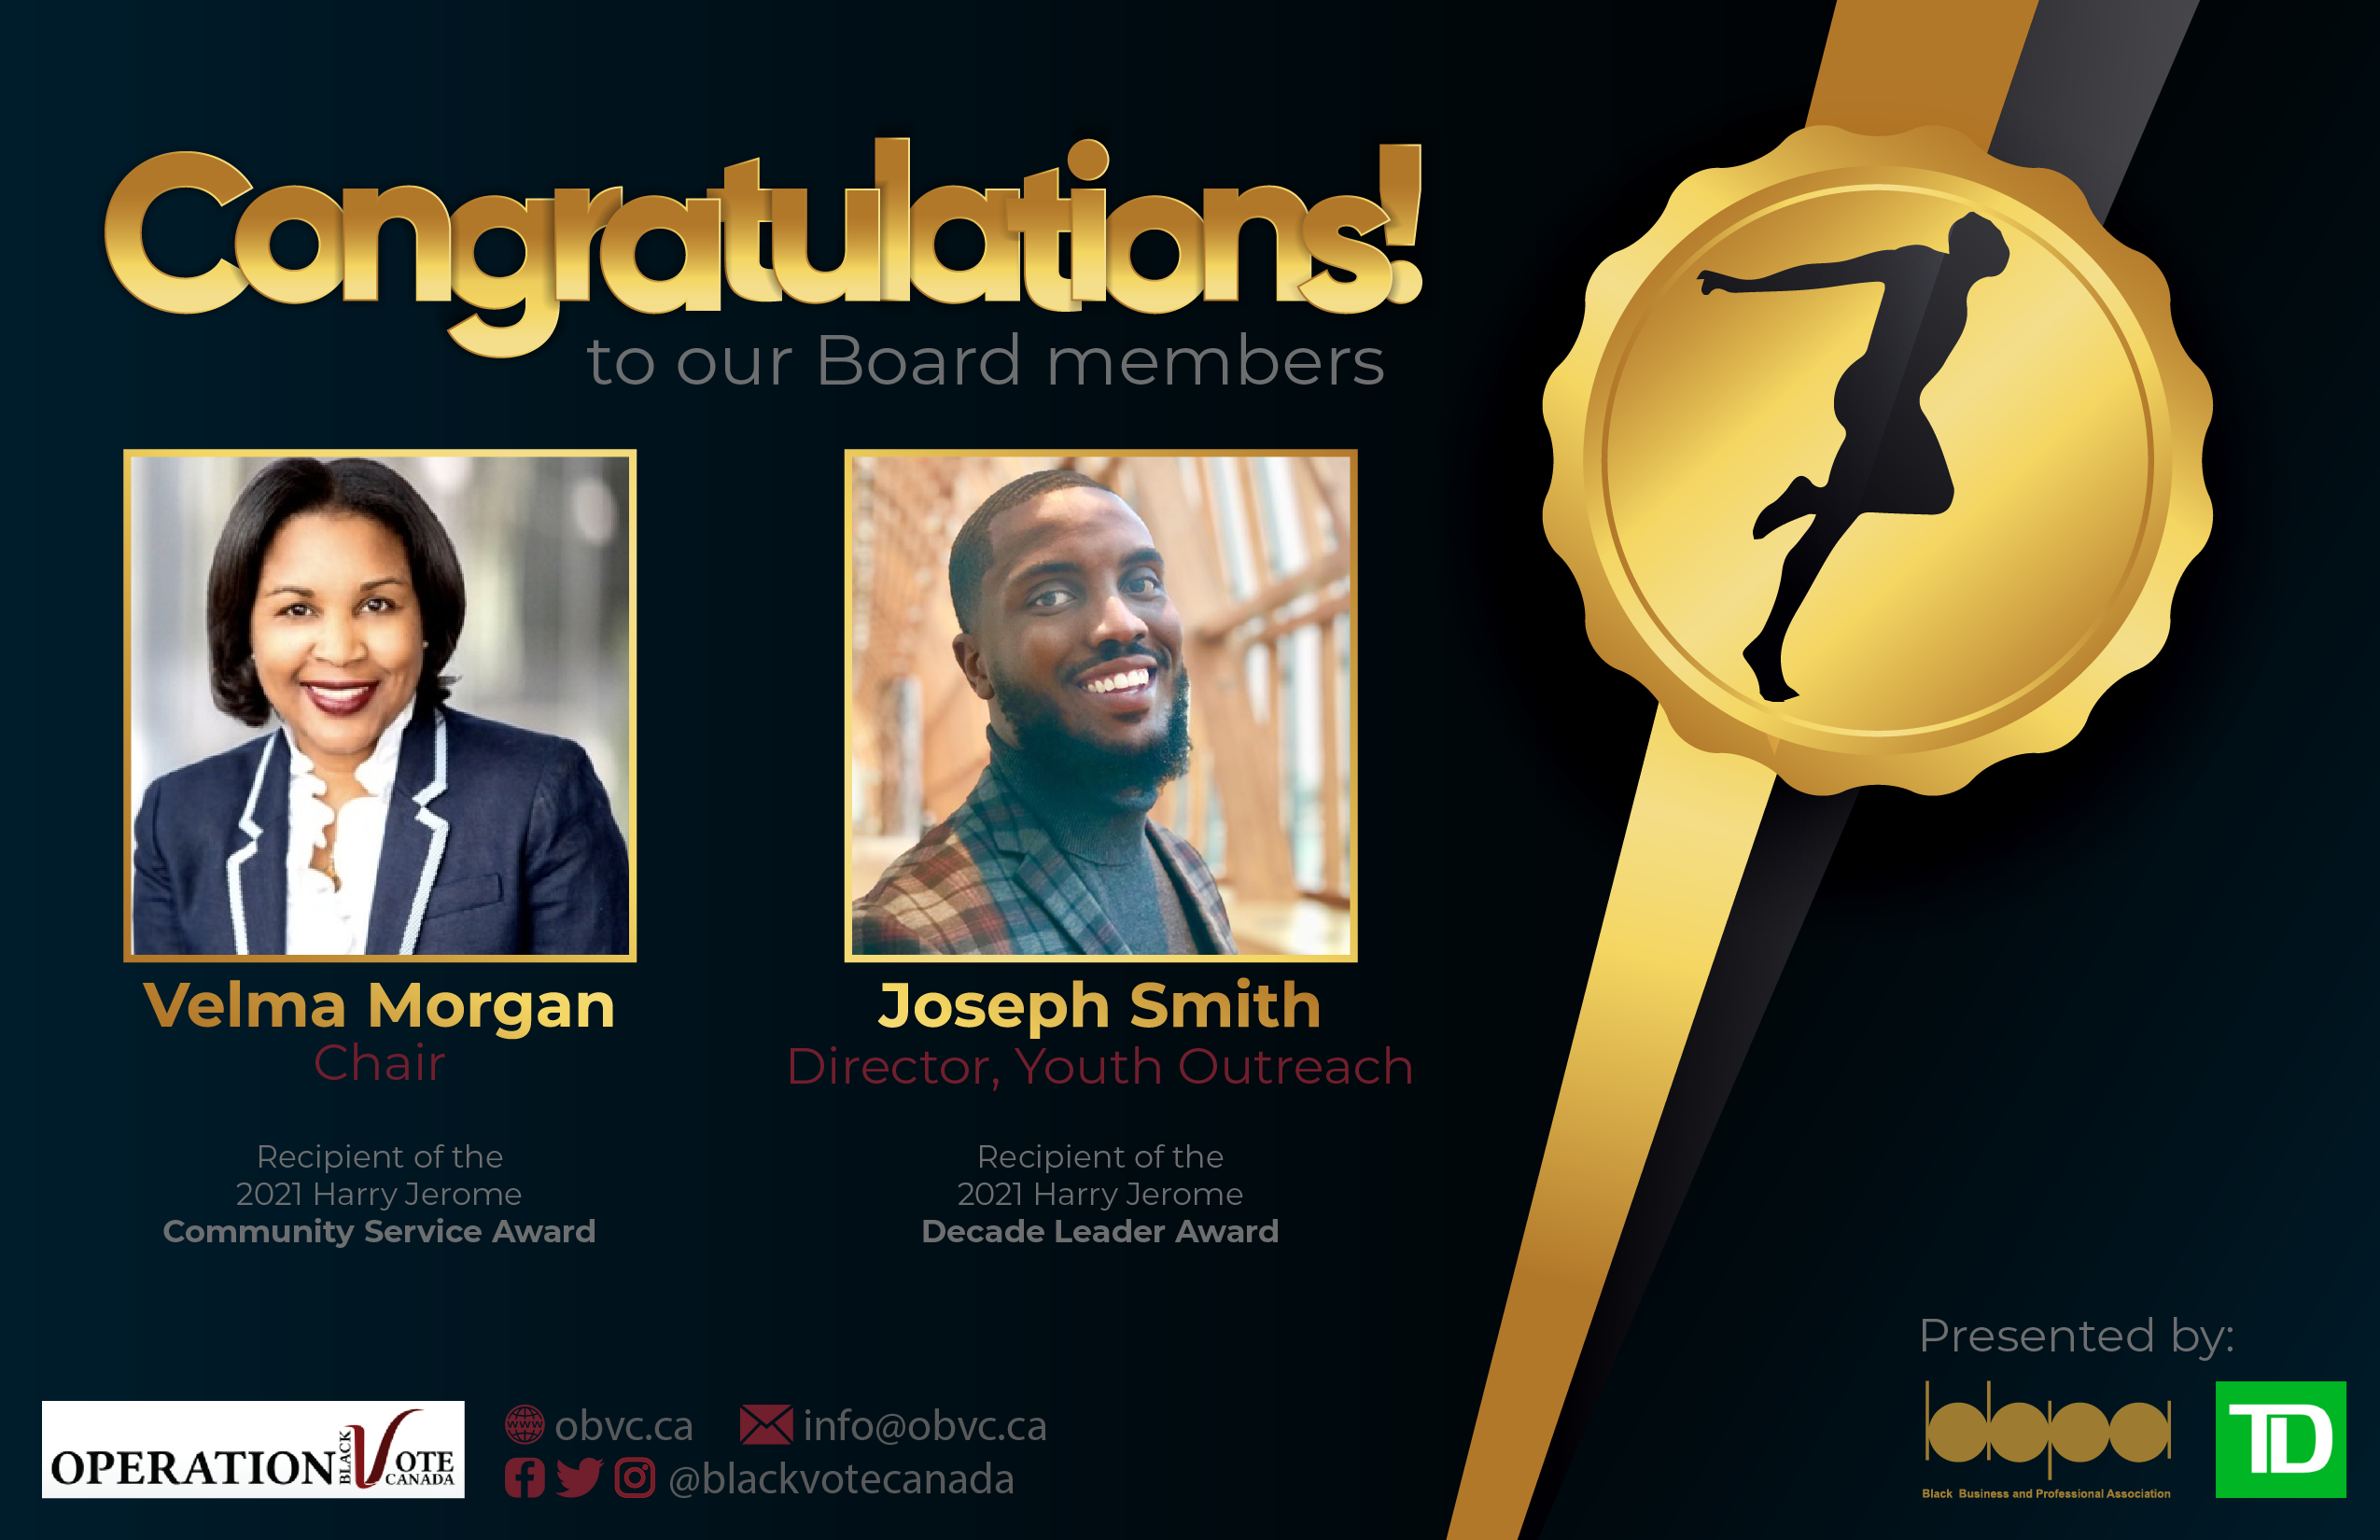 Congratulations!
to our Board members
Velma Morgan
Chair
Recipient of the
2021 Harry Jerome
Community Service Award
Joseph Smith
Director, Youth Outreach
Recipient of the
2021 Harry Jerome
Decade Leader Award
Presented by:
OPERATION BLACK VOTE CANADA
www obvc.ca
info@obvc.ca
@blackvotecanada
bbpa
Black Business and Professional Association
TD